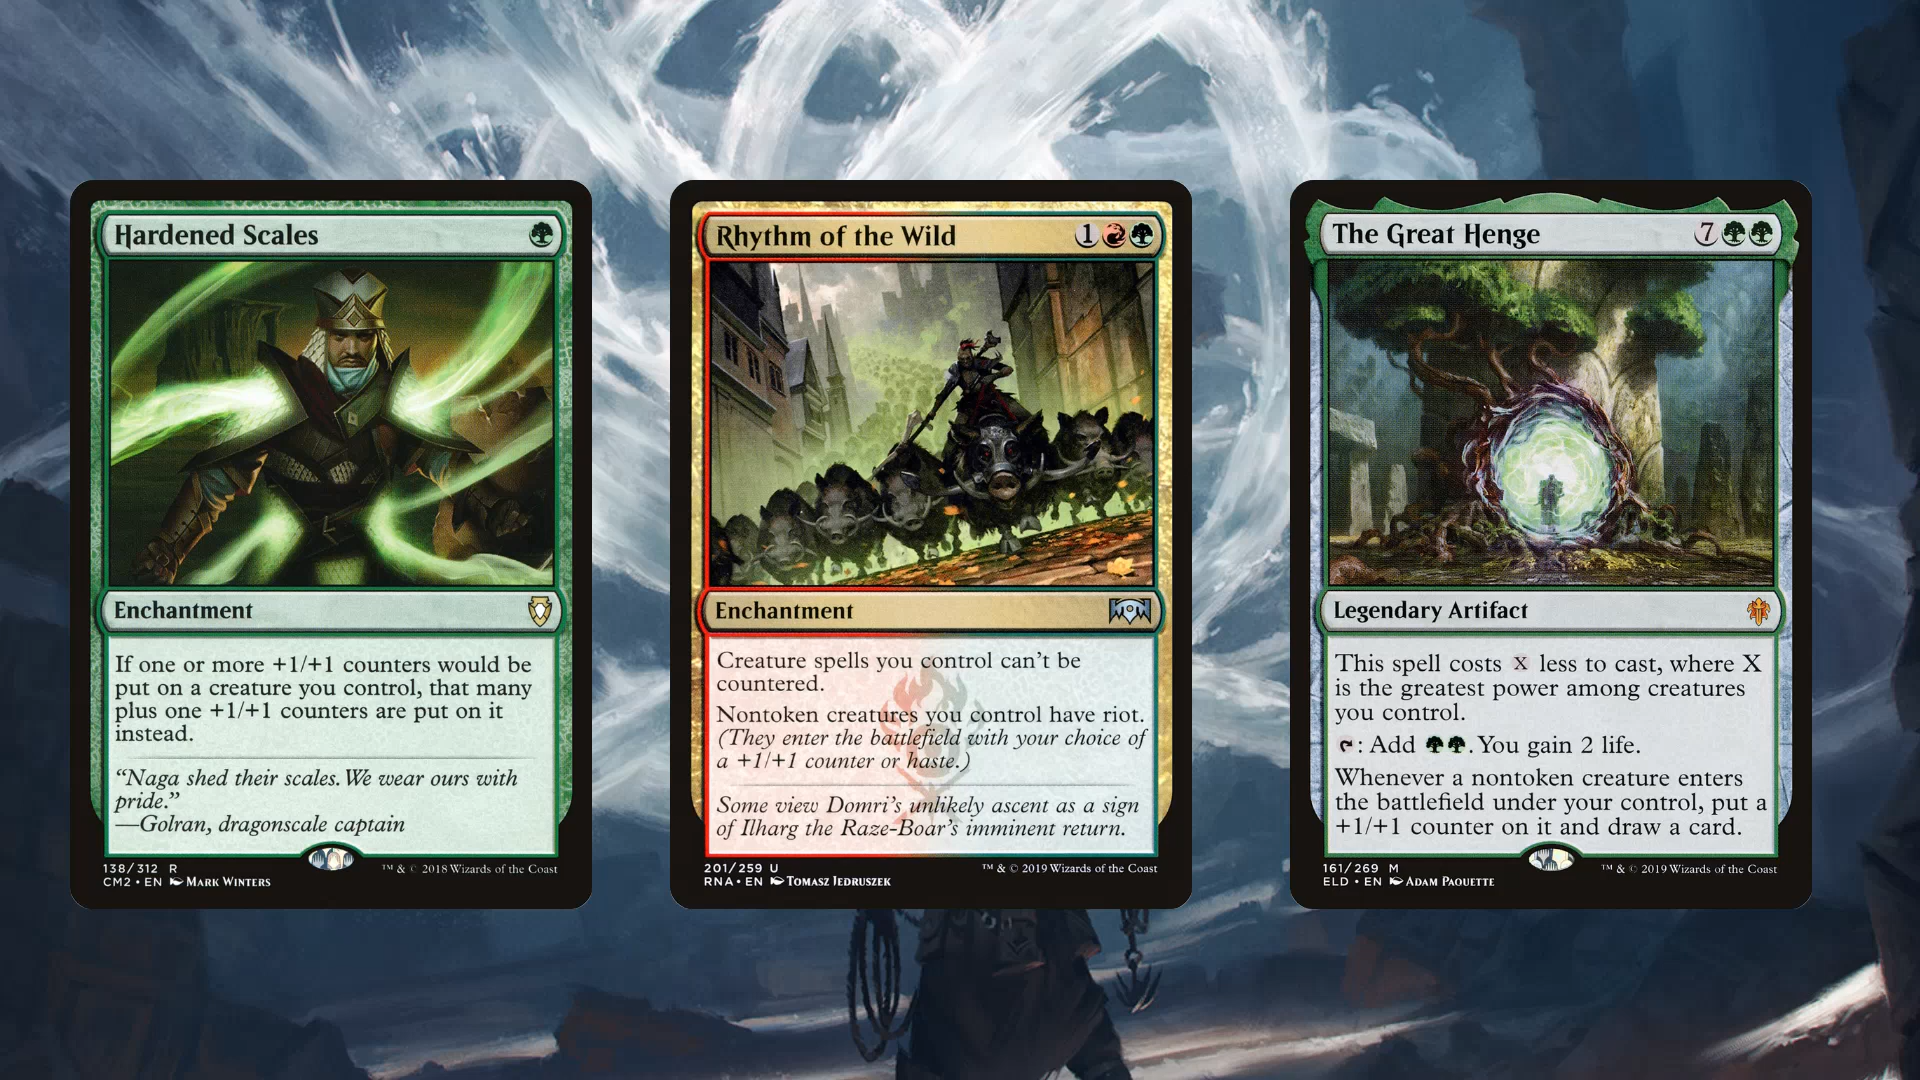 Hardened Scales
Enchantment
If one or more +1/+1 counters would be
put on a creature you control, that many
plus one +1/+1 counters are put on it
instead.
“Naga shed their scales. We wear ours with
pride.”
—Golran, dragonscale captain
138/312 R
CM2 • EN MARK WINTERS
™ & © 2018 Wizards of the Coast
Rhythm of the Wild
1
Enchantment
Creature spells you control can't be
countered.
Nontoken creatures you control have riot.
(They enter the battlefield with your choice of
a +1/+1 counter or haste.)
Some view Domri's unlikely ascent as a sign
of Ilharg the Raze-Boar's imminent return.
201/259 U
RNA • EN TOMASZ JEDRUSZEK
™ & © 2019 Wizards of the Coast
The Great Henge
7
Legendary Artifact
This spell costs X less to cast, where X
is the greatest power among creatures
you control.
: Add . You gain 2 life.
Whenever a nontoken creature enters
the battlefield under your control, put a
+1/+1 counter on it and draw a card.
161/269 M
ELD • EN ADAM PAQUETTE
™ & © 2019 Wizards of the Coast